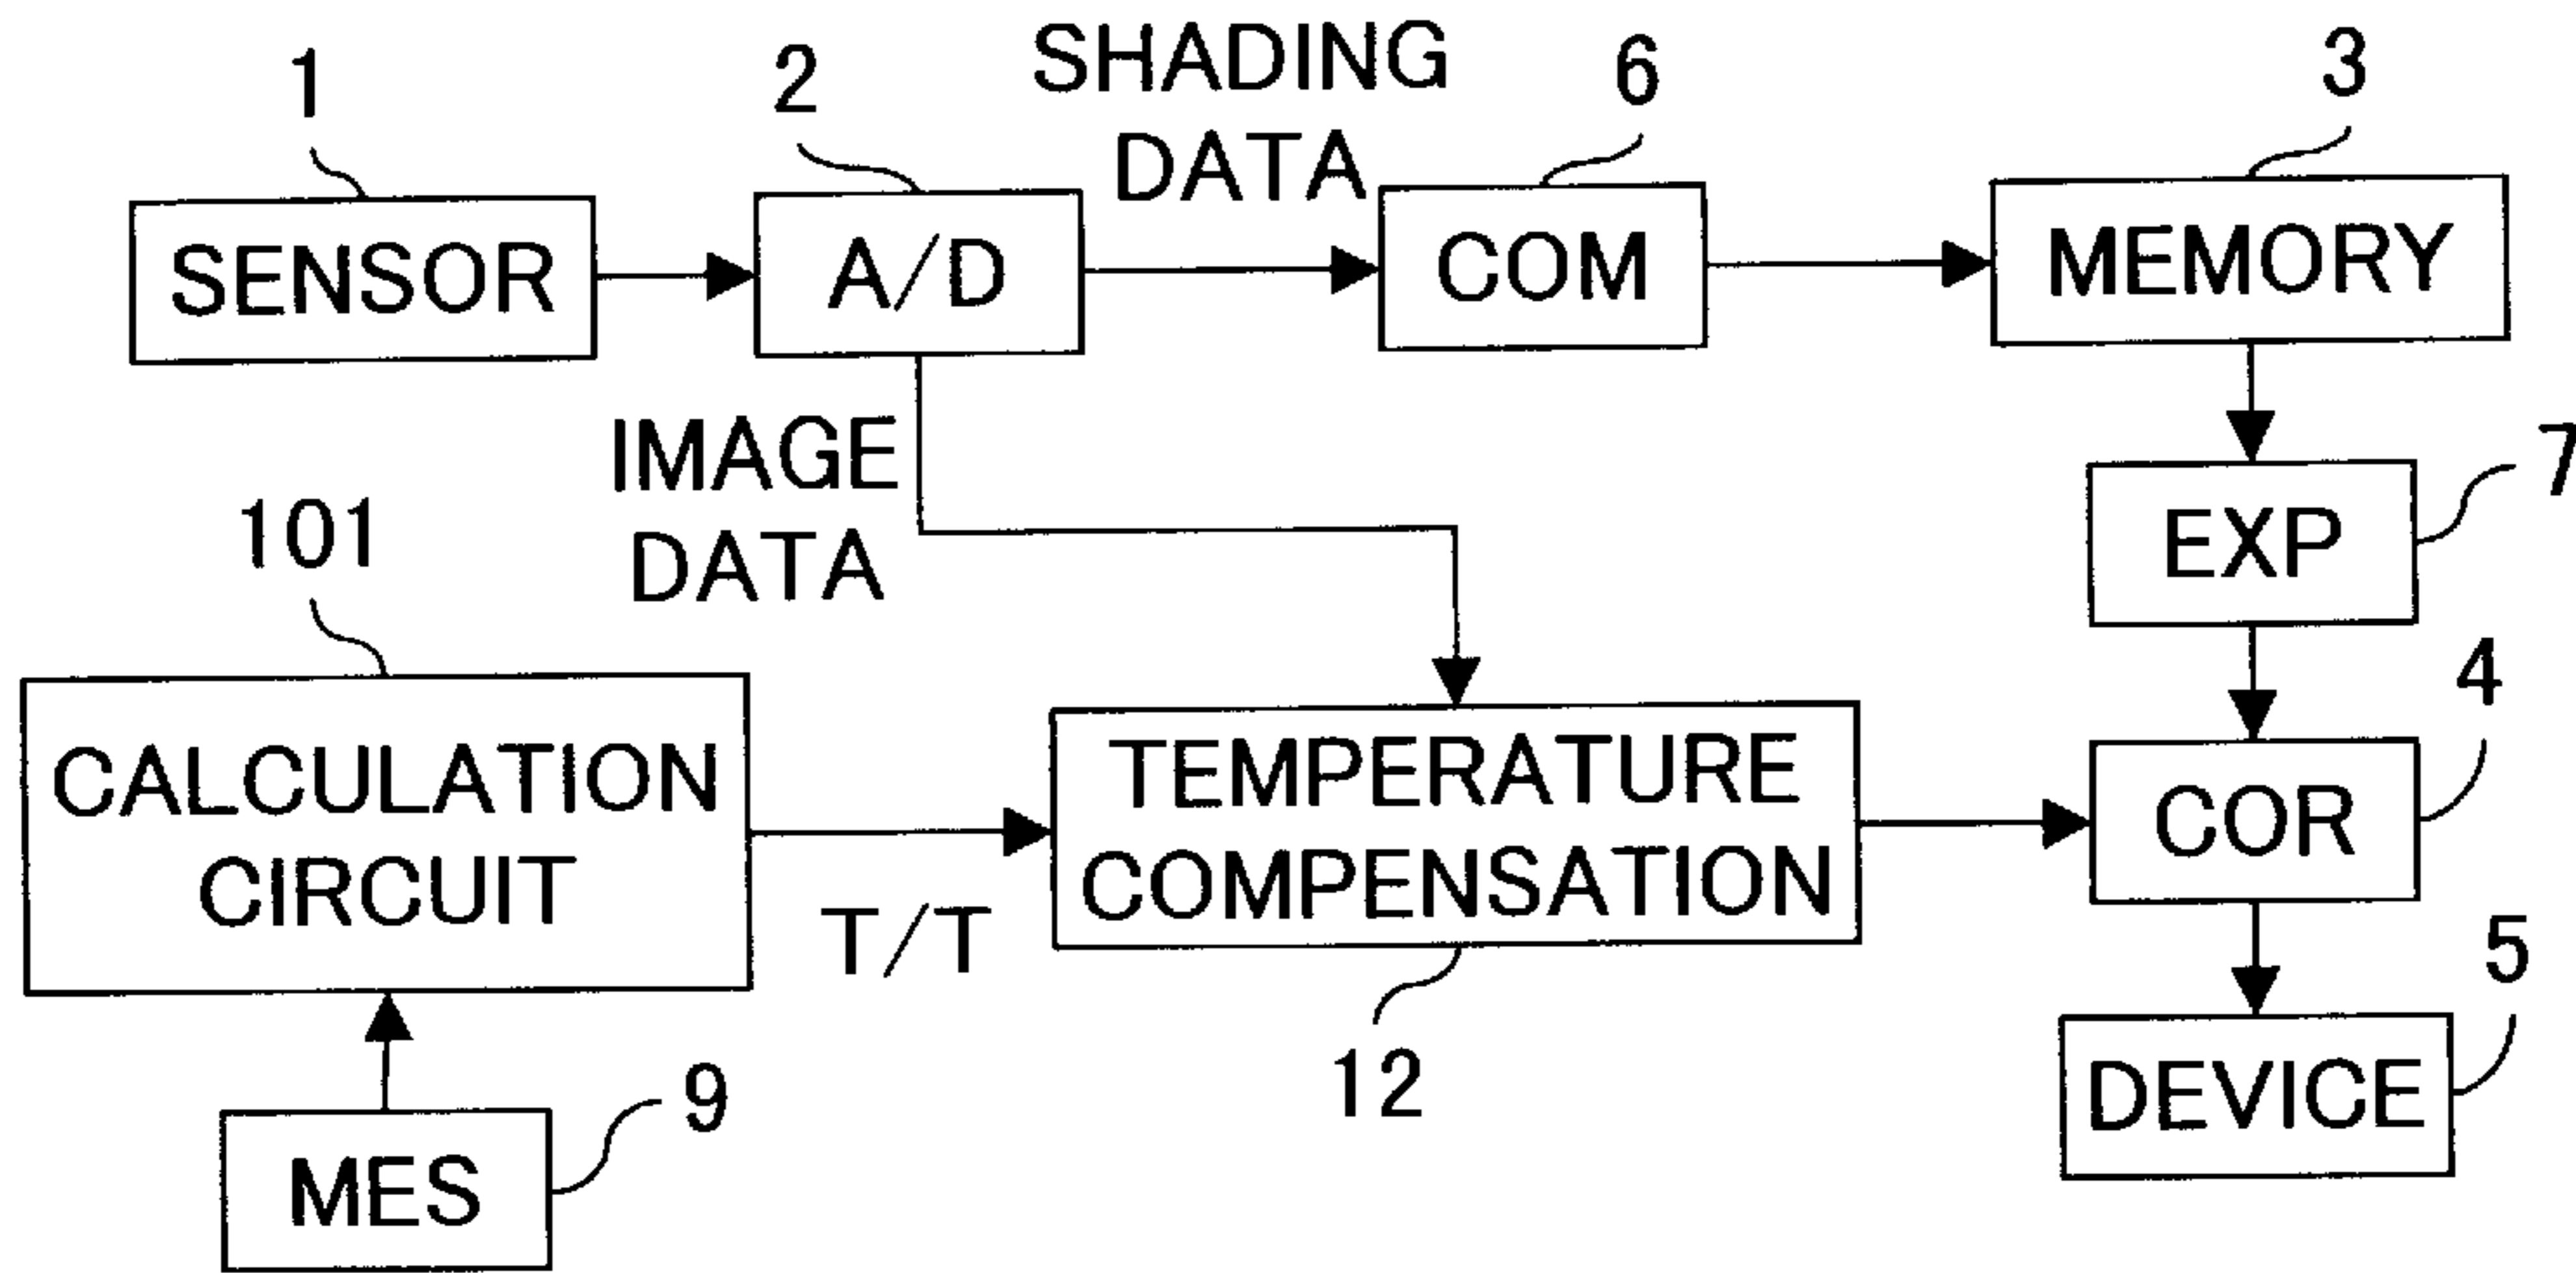 1
2
SHADING
DATA
6
3
SENSOR
A/D
COM
MEMORY
IMAGE
DATA
7
EXP
101
4
CALCULATION
CIRCUIT
T/T
TEMPERATURE
COMPENSATION
COR
12
5
DEVICE
9
MES